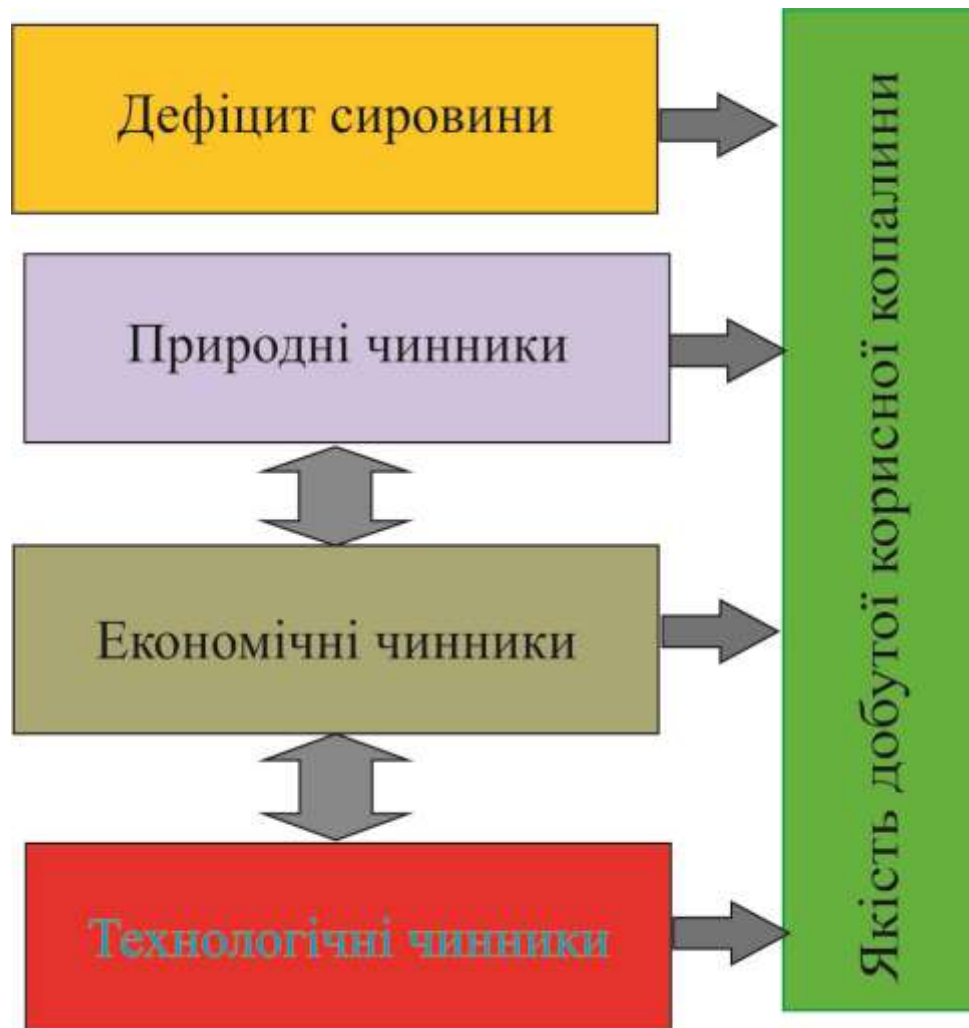 Дефіцит сировини
Природні чинники
Економічні чинники
Технологічні чинники
Якість добутої корисної копалини